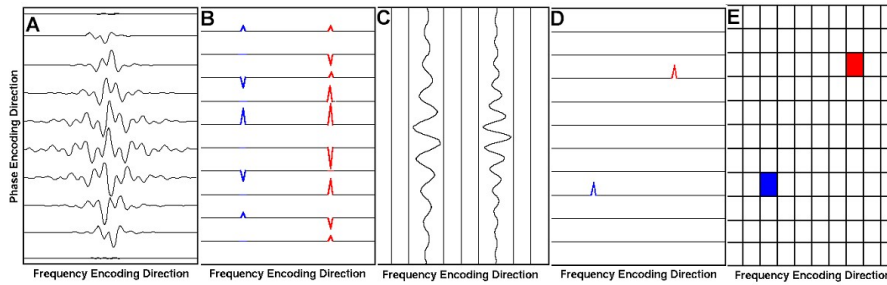 A
B
C
D
E
Phase Encoding Direction
Frequency Encoding Direction
Frequency Encoding Direction
Frequency Encoding Direction
Frequency Encoding Direction
Frequency Encoding Direction